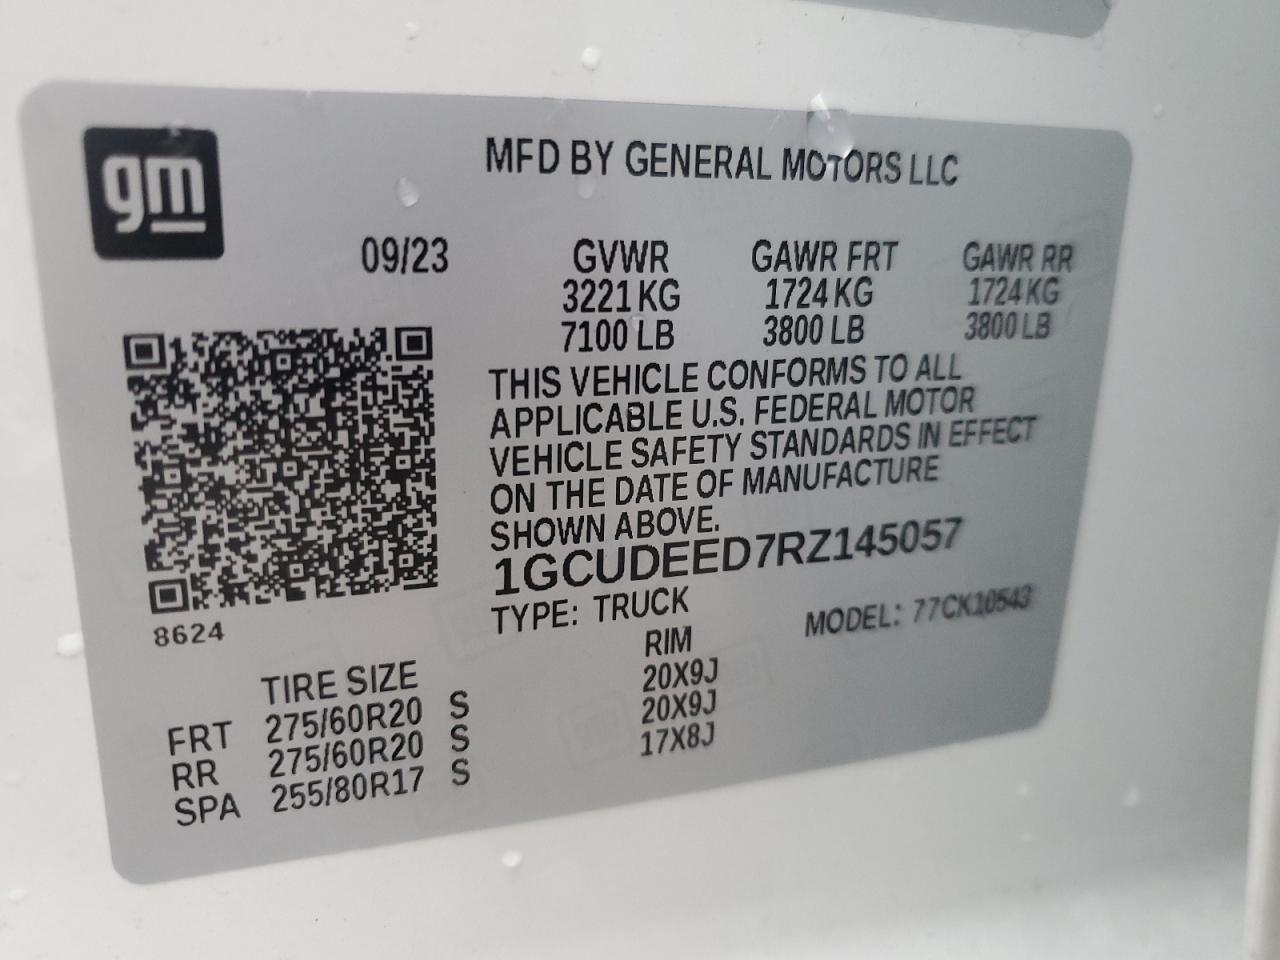 gm
MFD BY GENERAL MOTORS LLC
09/23 GVWR GAWR FRT GAWR RR
3221 KG 1724 KG 1724 KG
7100 LB 3800 LB 3800 LB
THIS VEHICLE CONFORMS TO ALL
APPLICABLE U.S. FEDERAL MOTOR
VEHICLE SAFETY STANDARDS IN EFFECT
ON THE DATE OF MANUFACTURE
SHOWN ABOVE.
1GCUDEED7RZ145057
TYPE: TRUCK MODEL: 77CK10543
8624
TIRE SIZE RIM
FRT 275/60R20 S 20X9J
RR 275/60R20 S 20X9J
SPA 255/80R17 S 17X8J